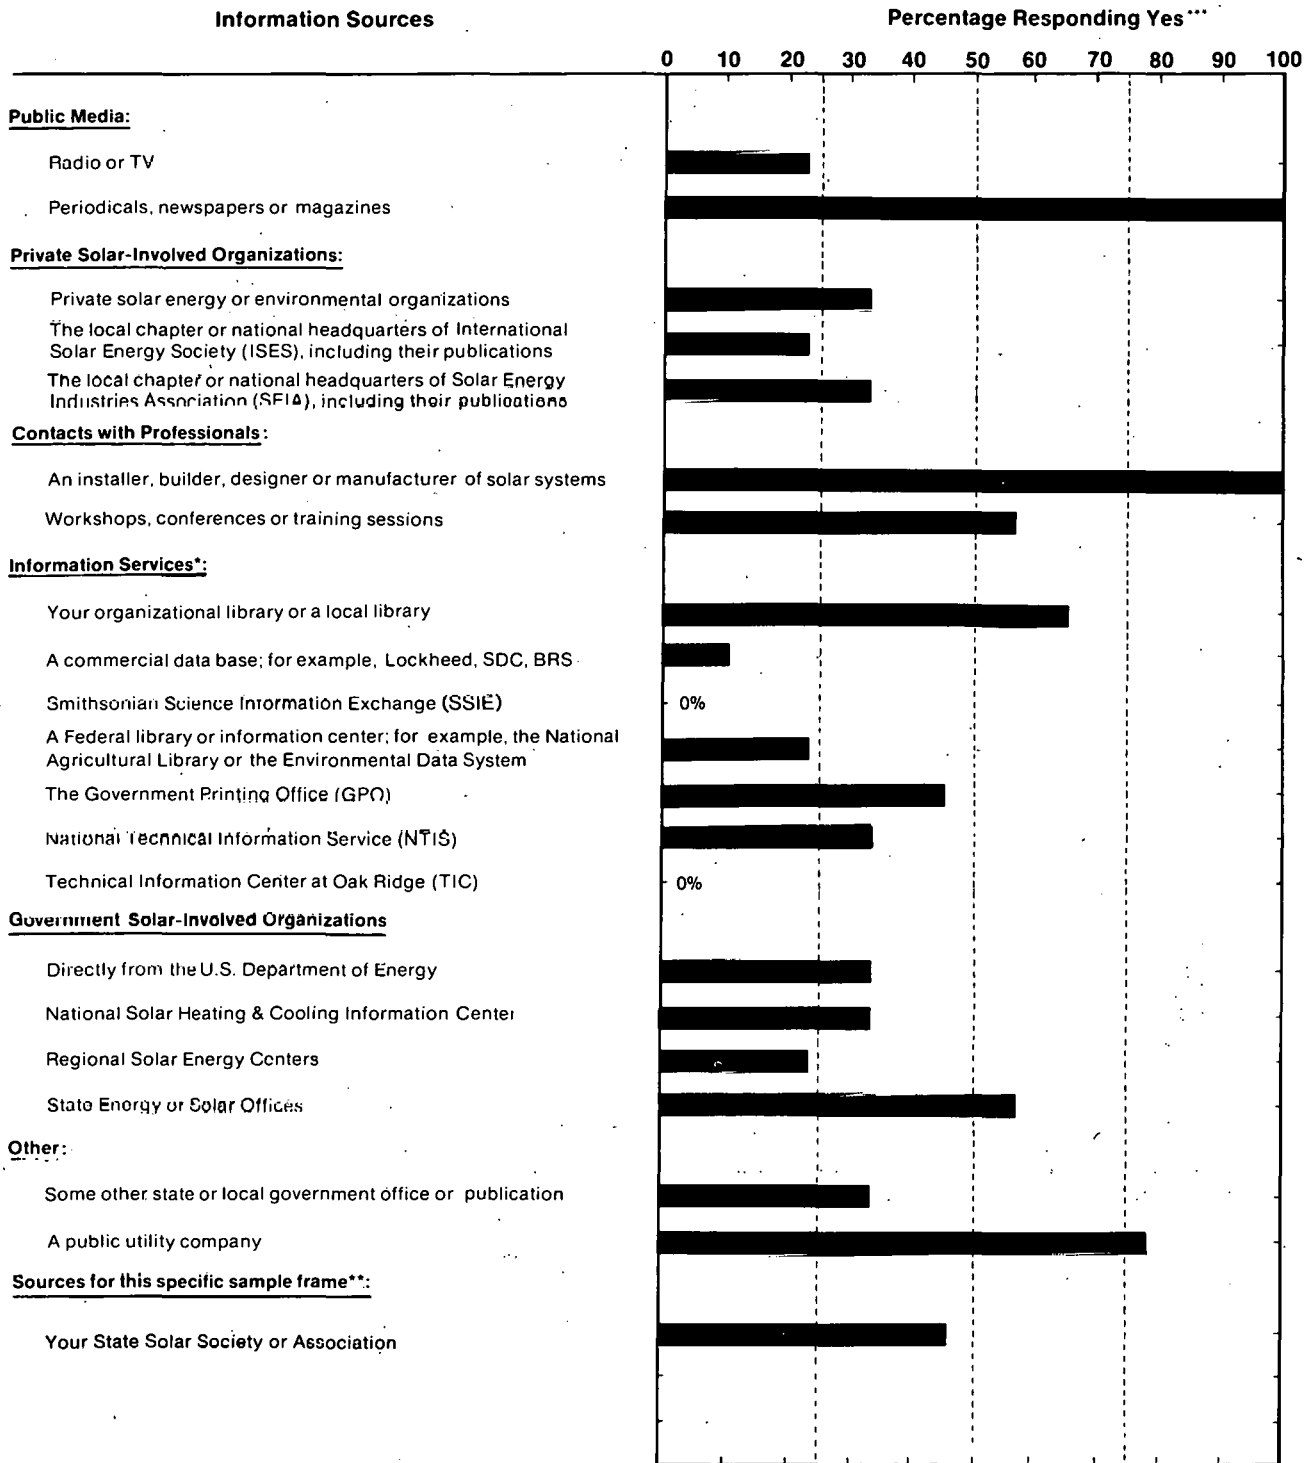 Information Sources
Percentage Responding Yes***
0 10 20 30 40 50 60 70 80 90 100
Public Media:
Radio or TV
Periodicals, newspapers or magazines
Private Solar-Involved Organizations:
Private solar energy or environmental organizations
The local chapter or national headquarters of International
Solar Energy Society (ISES), including their publications
The local chapter or national headquarters of Solar Energy
Industries Association (SEIA), including their publications
Contacts with Professionals:
An installer, builder, designer or manufacturer of solar systems
Workshops, conferences or training sessions
Information Services*:
Your organizational library or a local library
A commercial data base; for example, Lockheed, SDC, BRS
Smithsonian Science Information Exchange (SSIE)
0%
A Federal library or information center; for example, the National
Agricultural Library or the Environmental Data System
The Government Printing Office (GPO)
National Technical Information Service (NTIS)
Technical Information Center at Oak Ridge (TIC)
0%
Government Solar-Involved Organizations
Directly from the U.S. Department of Energy
National Solar Heating & Cooling Information Center
Regional Solar Energy Centers
State Energy or Solar Offices
Other:
Some other state or local government office or publication
A public utility company
Sources for this specific sample frame**:
Your State Solar Society or Association